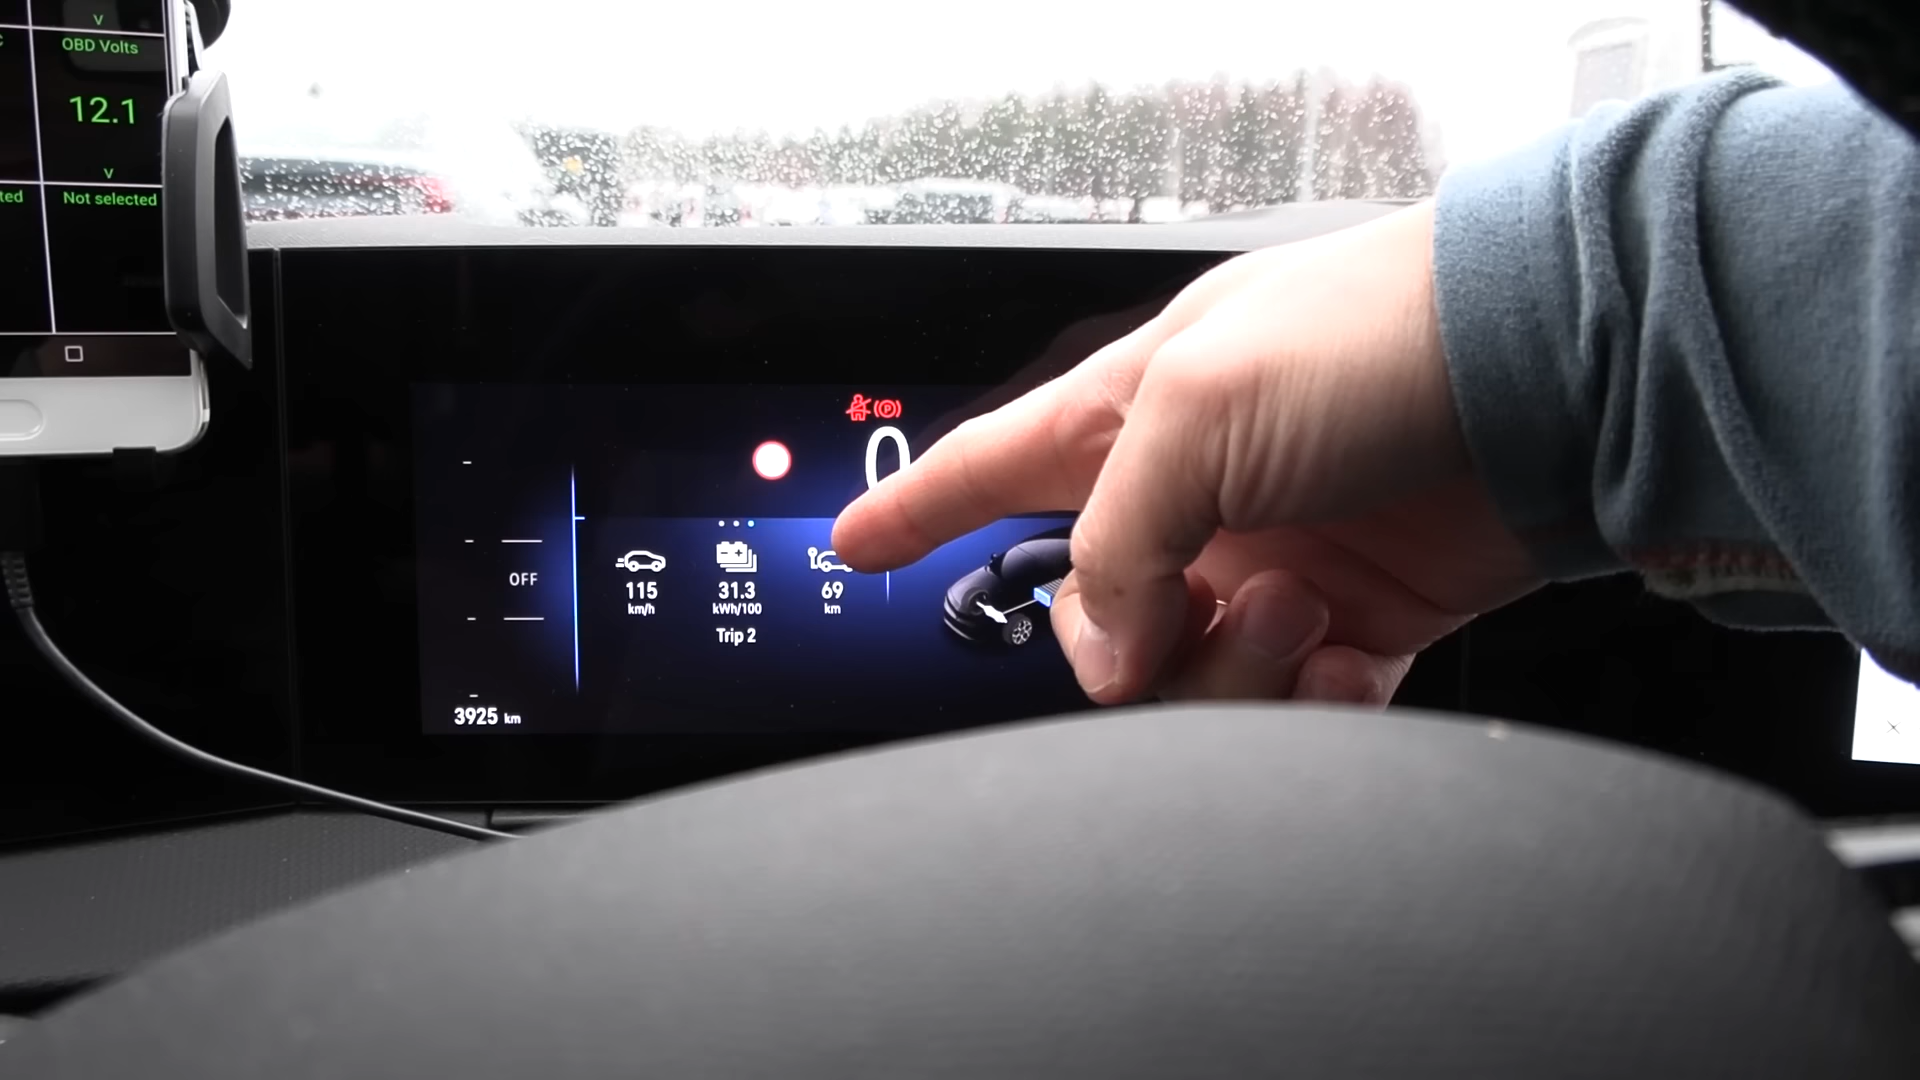 V
OBD Volts
12.1
V
ted
Not selected
0
115
km/h
31.3
kWh/100
69
km
Trip 2
OFF
3925 km